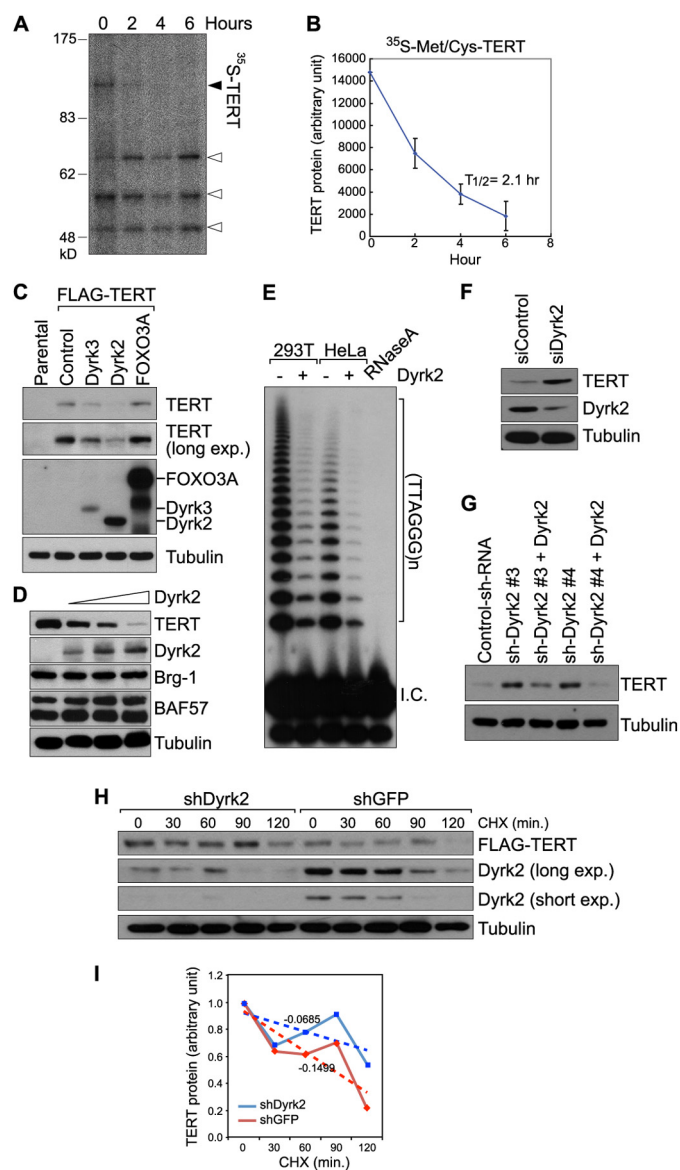 A
0 2 4 6 Hours
175
83
62
48
kD
35S-TERT
B
35S-Met/Cys-TERT
TERT protein (arbitrary unit)
16000
14000
12000
10000
8000
6000
4000
2000
0
T1/2= 2.1 hr
0 2 4 6 8
Hour
C
FLAG-TERT
Parental
Control
Dyrk3
Dyrk2
FOXO3A
TERT
TERT
(long exp.)
FOXO3A
Dyrk3
Dyrk2
Tubulin
D
Dyrk2
TERT
Dyrk2
Brg-1
BAF57
Tubulin
E
293T HeLa RNaseA
- + - + Dyrk2
(TTAGGG)n
I.C.
F
siControl
siDyrk2
TERT
Dyrk2
Tubulin
G
Control-sh-RNA
sh-Dyrk2 #3
sh-Dyrk2 #3 + Dyrk2
sh-Dyrk2 #4
sh-Dyrk2 #4 + Dyrk2
TERT
Tubulin
H
shDyrk2 shGFP
0 30 60 90 120 0 30 60 90 120 CHX (min.)
FLAG-TERT
Dyrk2 (long exp.)
Dyrk2 (short exp.)
Tubulin
I
TERT protein (arbitrary unit)
1.2
1.0
0.8
0.6
0.4
0.2
0.0
-0.0685
-0.1499
shDyrk2
shGFP
0 30 60 90 120
CHX (min.)